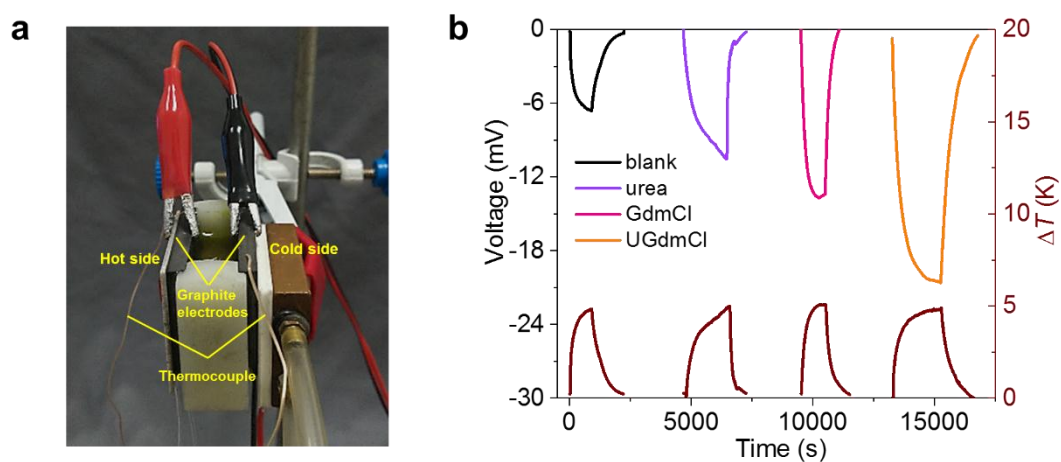 a
Hot side
Cold side
Graphite
electrodes
Thermocouple
b
0
-6
-12
-18
-24
-30
Voltage (mV)
blank
urea
GdmCl
UGdmCl
20
15
10
5
0
ΔT (K)
0
5000
10000
15000
Time (s)